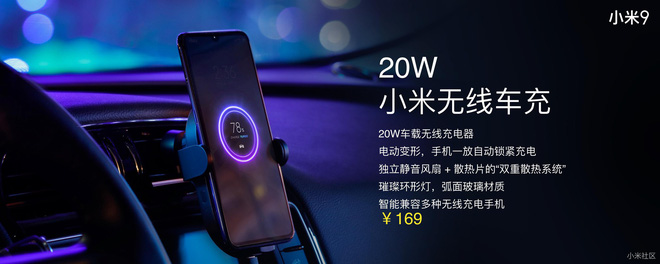 小米9
20W
小米无线车充
20W车载无线充电器
电动变形，手机一放自动锁紧充电
独立静音风扇 + 散热片的“双重散热系统”
璀璨环形灯，弧面玻璃材质
智能兼容多种无线充电手机
¥169
78%
小米社区